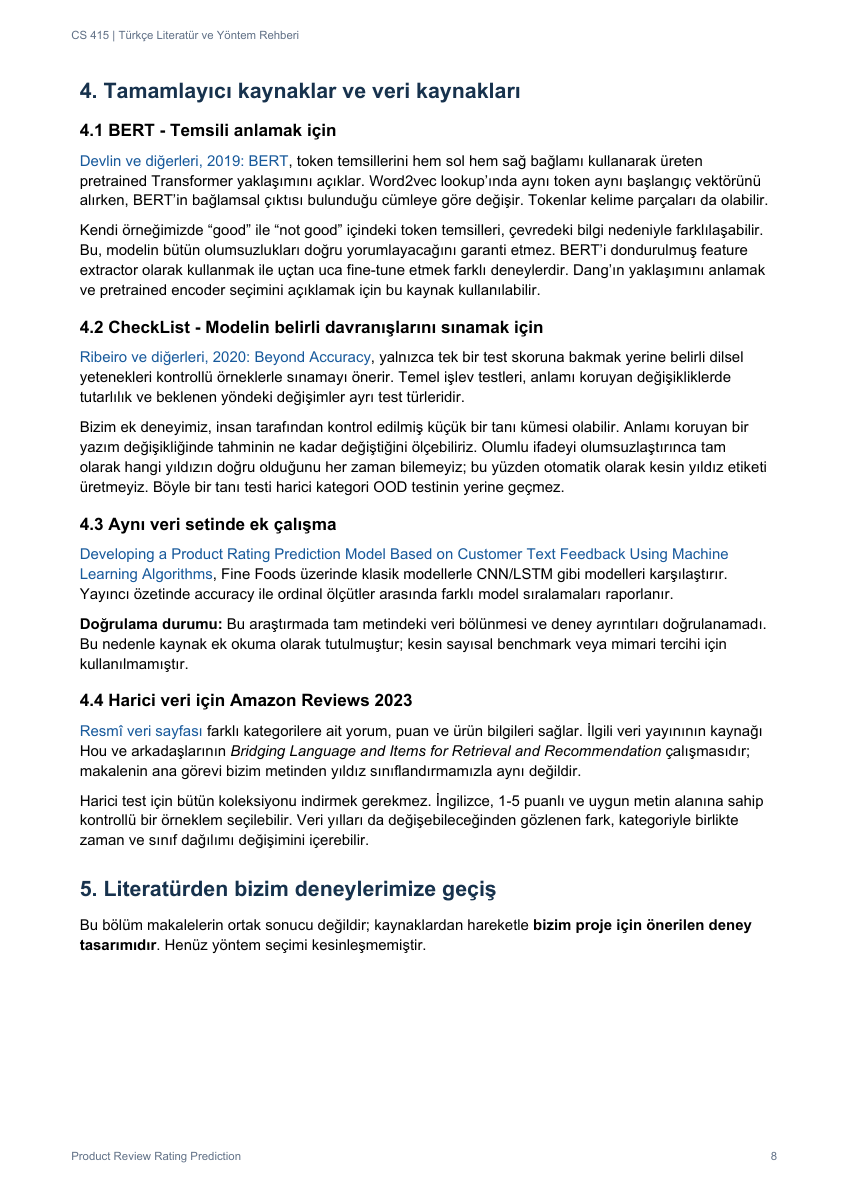 CS 415 | Türkçe Literatür ve Yöntem Rehberi
4. Tamamlayıcı kaynaklar ve veri kaynakları
4.1 BERT - Temsili anlamak için
Devlin ve diğerleri, 2019: BERT, token temsillerini hem sol hem sağ bağlamı kullanarak üreten
pretrained Transformer yaklaşımını açıklar. Word2vec lookup’ında aynı token aynı başlangıç vektörünü
alırken, BERT’in bağlamsal çıktısı bulunduğu cümleye göre değişir. Tokenlar kelime parçaları da olabilir.
Kendi örneğimizde “good” ile “not good” içindeki token temsilleri, çevredeki bilgi nedeniyle farklılaşabilir.
Bu, modelin bütün olumsuzlukları doğru yorumlayacağını garanti etmez. BERT’i dondurulmuş feature
extractor olarak kullanmak ile uçtan uca fine-tune etmek farklı deneylerdir. Dang’ın yaklaşımını anlamak
ve pretrained encoder seçimini açıklamak için bu kaynak kullanılabilir.
4.2 CheckList - Modelin belirli davranışlarını sınamak için
Ribeiro ve diğerleri, 2020: Beyond Accuracy, yalnızca tek bir test skoruna bakmak yerine belirli dilsel
yetenekleri kontrollü örneklerle sınamayı önerir. Temel işlev testleri, anlamı koruyan değişikliklerde
tutarlılık ve beklenen yöndeki değişimler ayrı test türleridir.
Bizim ek deneyimiz, insan tarafından kontrol edilmiş küçük bir tanı kümesi olabilir. Anlamı koruyan bir
yazım değişikliğinde tahminin ne kadar değiştiğini ölçebiliriz. Olumlu ifadeyi olumsuzlaştırınca tam
olarak hangi yıldızın doğru olduğunu her zaman bilemeyiz; bu yüzden otomatik olarak kesin yıldız etiketi
üretmeyiz. Böyle bir tanı testi harici kategori OOD testinin yerine geçmez.
4.3 Aynı veri setinde ek çalışma
Developing a Product Rating Prediction Model Based on Customer Text Feedback Using Machine
Learning Algorithms, Fine Foods üzerinde klasik modellerle CNN/LSTM gibi modelleri karşılaştırır.
Yayıncı özetinde accuracy ile ordinal ölçütler arasında farklı model sıralamaları raporlanır.
Doğrulama durumu: Bu araştırmada tam metindeki veri bölünmesi ve deney ayrıntıları doğrulanamadı.
Bu nedenle kaynak ek okuma olarak tutulmuştur; kesin sayısal benchmark veya mimari tercihi için
kullanılmamıştır.
4.4 Harici veri için Amazon Reviews 2023
Resmî veri sayfası farklı kategorilere ait yorum, puan ve ürün bilgileri sağlar. İlgili veri yayınının kaynağı
Hou ve arkadaşlarının Bridging Language and Items for Retrieval and Recommendation çalışmasıdır;
makalenin ana görevi bizim metinden yıldız sınıflandırmamızla aynı değildir.
Harici test için bütün koleksiyonu indirmek gerekmez. İngilizce, 1-5 puanlı ve uygun metin alanına sahip
kontrollü bir örneklem seçilebilir. Veri yılları da değişebileceğinden gözlenen fark, kategoriyle birlikte
zaman ve sınıf dağılımı değişimini içerebilir.
5. Literatürden bizim deneylerimize geçiş
Bu bölüm makalelerin ortak sonucu değildir; kaynaklardan hareketle bizim proje için önerilen deney
tasarımıdır. Henüz yöntem seçimi kesinleşmemiştir.
Product Review Rating Prediction
8